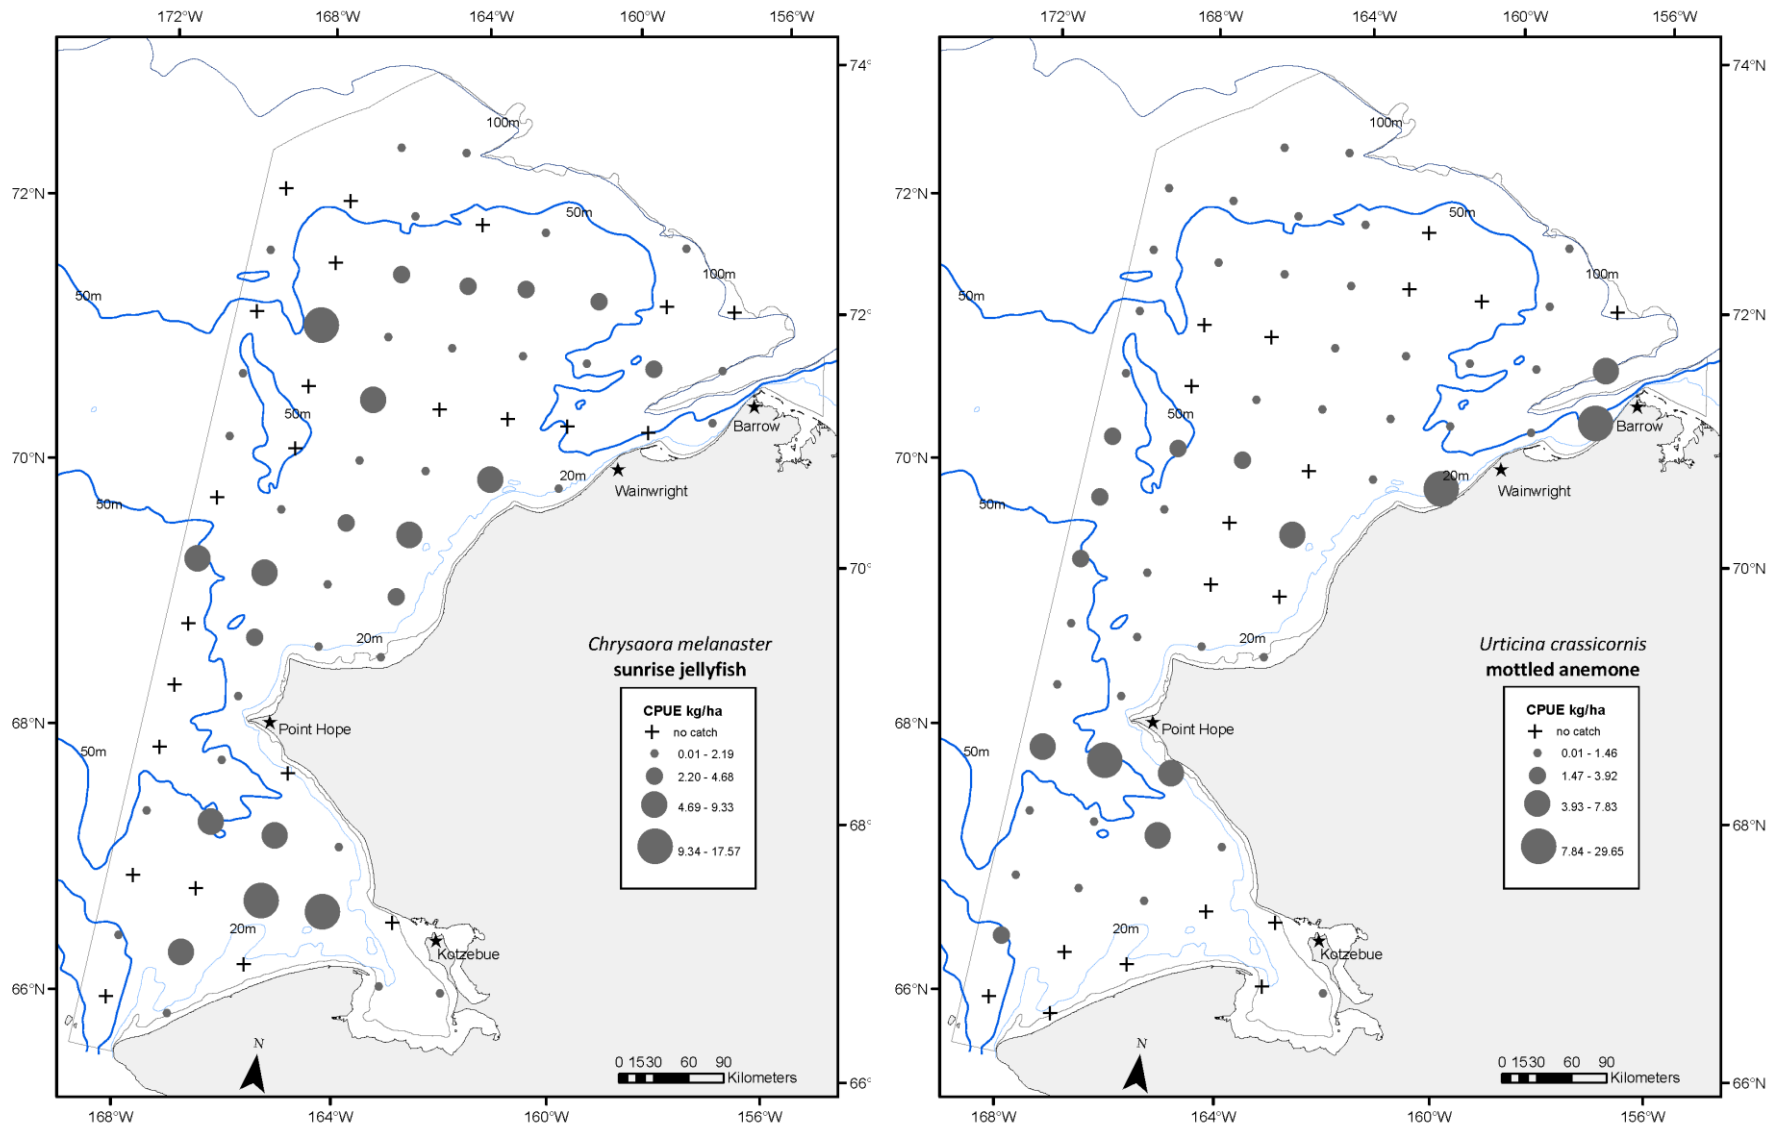 172°W 168°W 164°W 160°W 156°W
74°
72°N
72°
70°N
70°
68°N
68°
66°N
66°
168°W 164°W 160°W 156°W
100m
50m
100m
50m
50m
50m
20m
20m
50m
20m
Barrow
Wainwright
Point Hope
Kotzebue
Chrysaora melanaster
sunrise jellyfish
CPUE kg/ha
no catch
0.01 - 2.19
2.20 - 4.68
4.69 - 9.33
9.34 - 17.57
N
0 1530 60 90
Kilometers
172°W 168°W 164°W 160°W 156°W
74°N
72°N
72°N
70°N
70°N
68°N
68°N
66°N
66°N
168°W 164°W 160°W 156°W
100m
50m
100m
50m
50m
50m
20m
20m
50m
20m
Barrow
Wainwright
Point Hope
Kotzebue
Urticina crassicornis
mottled anemone
CPUE kg/ha
no catch
0.01 - 1.46
1.47 - 3.92
3.93 - 7.83
7.84 - 29.65
N
0 1530 60 90
Kilometers